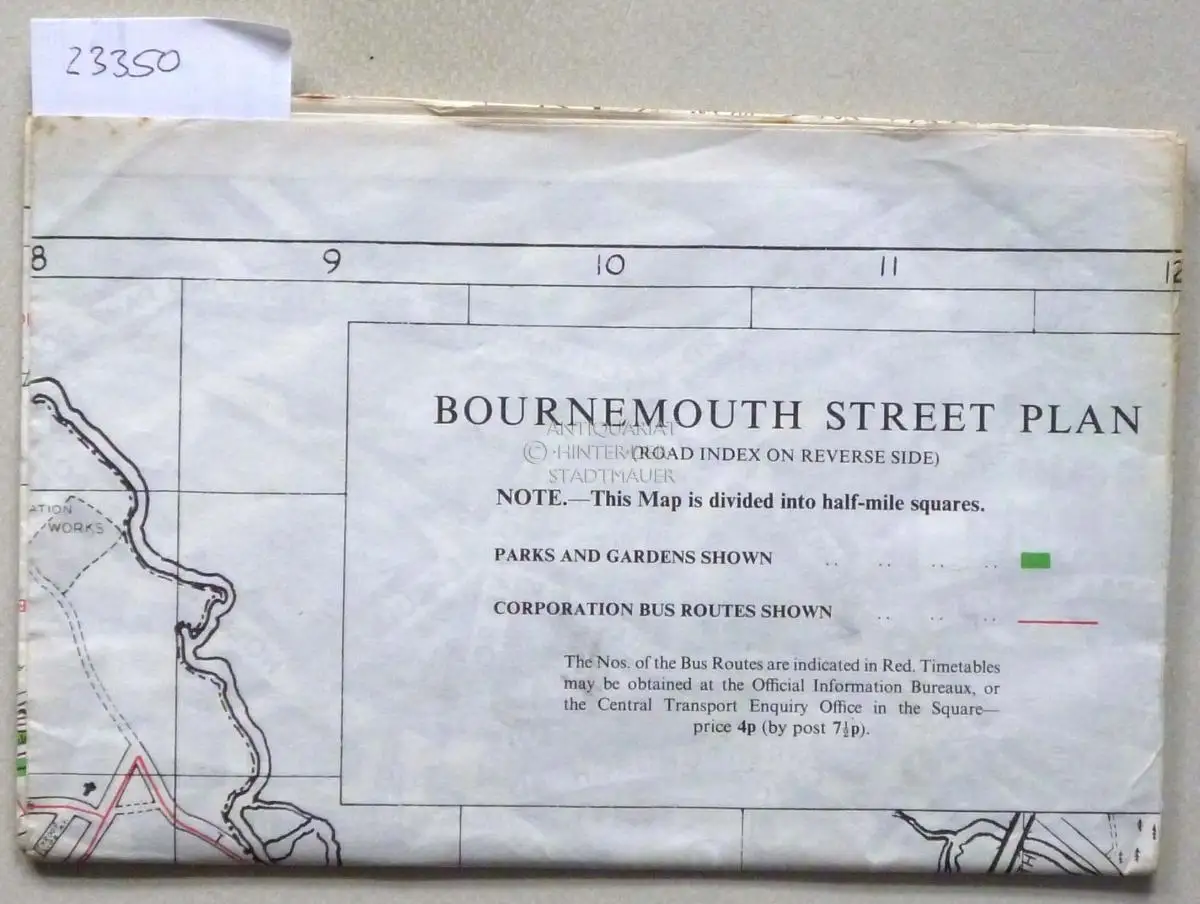 23350
8 9 10 11 12
BOURNEMOUTH STREET PLAN
ANTIQUARIAT
© HINTER DER
STADTMAUER
(ROAD INDEX ON REVERSE SIDE)
NOTE.—This Map is divided into half-mile squares.
PARKS AND GARDENS SHOWN .. .. .. ..
CORPORATION BUS ROUTES SHOWN .. .. ..
The Nos. of the Bus Routes are indicated in Red. Timetables
may be obtained at the Official Information Bureaux, or
the Central Transport Enquiry Office in the Square—
price 4p (by post 7½p).
ATION
WORKS